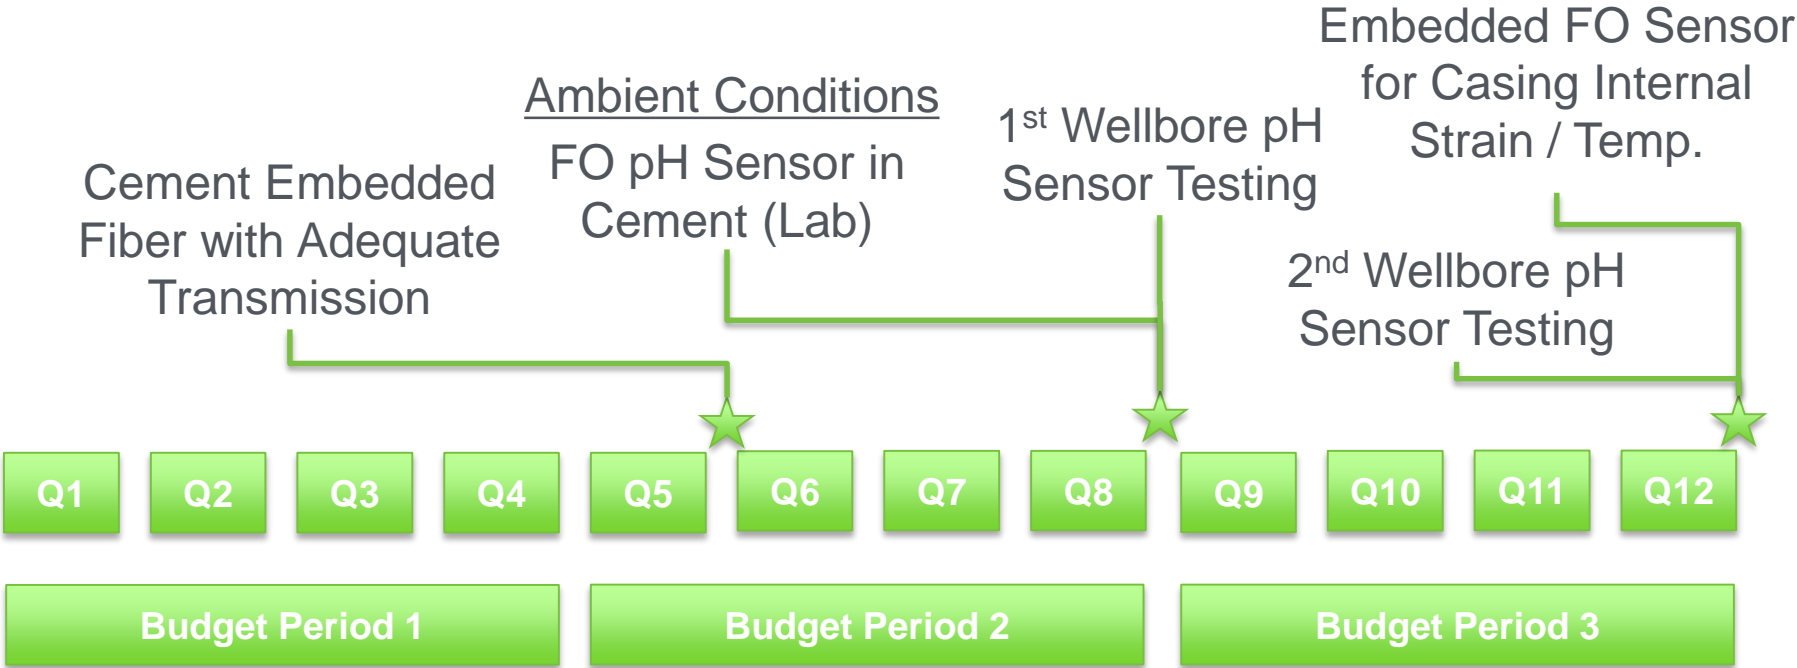 Cement Embedded
Fiber with Adequate
Transmission
Ambient Conditions
FO pH Sensor in
Cement (Lab)
1st Wellbore pH
Sensor Testing
Embedded FO Sensor
for Casing Internal
Strain / Temp.
2nd Wellbore pH
Sensor Testing
Q1 Q2 Q3 Q4 Q5 Q6 Q7 Q8 Q9 Q10 Q11 Q12
Budget Period 1 Budget Period 2 Budget Period 3